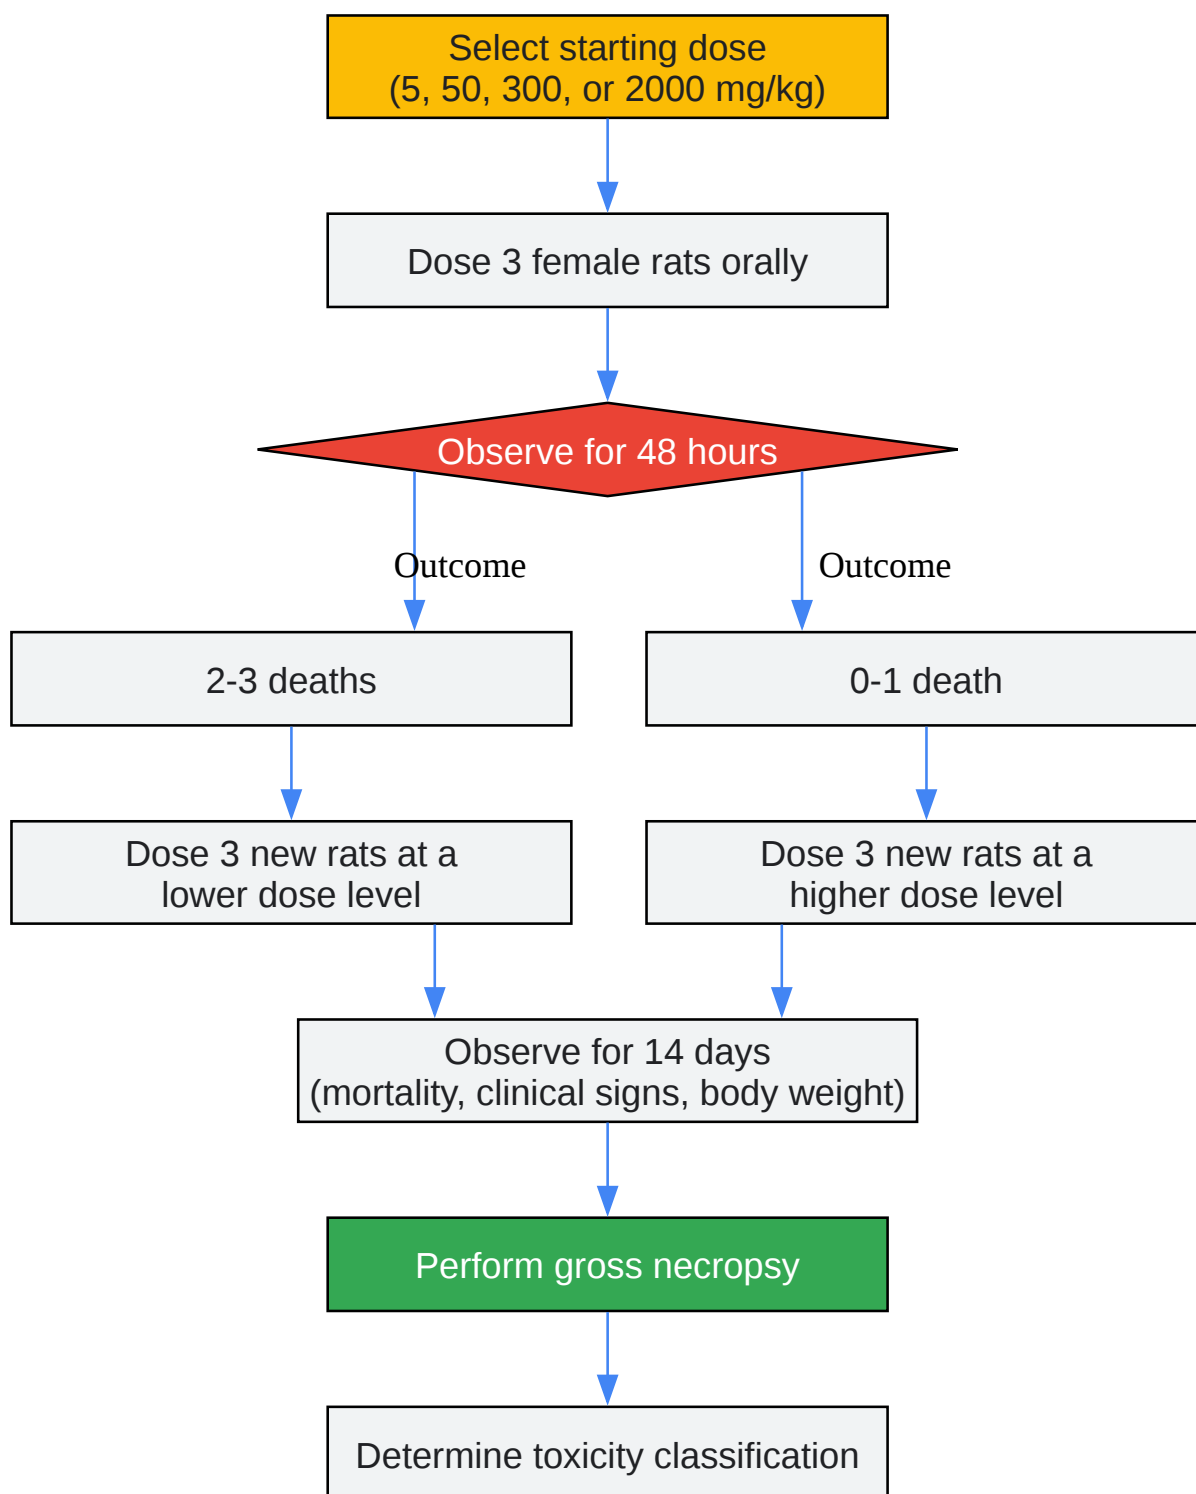 Select starting dose
(5, 50, 300, or 2000 mg/kg)
Dose 3 female rats orally
Observe for 48 hours
Outcome
Outcome
2-3 deaths
0-1 death
Dose 3 new rats at a
lower dose level
Dose 3 new rats at a
higher dose level
Observe for 14 days
(mortality, clinical signs, body weight)
Perform gross necropsy
Determine toxicity classification